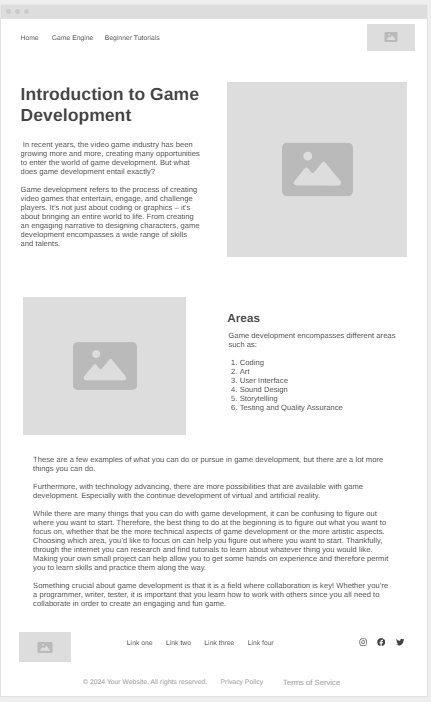 Home Game Engine Beginner Tutorials
Introduction to Game
Development
In recent years, the video game industry has been
growing more and more, creating many opportunities
to enter the world of game development. But what
does game development entail exactly?
Game development refers to the process of creating
video games that entertain, engage, and challenge
players. It's not just about coding or graphics – it's
about bringing an entire world to life. From creating
an engaging narrative to designing characters, game
development encompasses a wide range of skills
and talents.
Areas
Game development encompasses different areas
such as:
1. Coding
2. Art
3. User Interface
4. Sound Design
5. Storytelling
6. Testing and Quality Assurance
These are a few examples of what you can do or pursue in game development, but there are a lot more
things you can do.
Furthermore, with technology advancing, there are more possibilities that are available with game
development. Especially with the continue development of virtual and artificial reality.
While there are many things that you can do with game development, it can be confusing to figure out
where you want to start. Therefore, the best thing to do at the beginning is to figure out what you want to
focus on, whether that be the more technical aspects of game development or the more artistic aspects.
Choosing which area, you'd like to focus on can help you figure out where you want to start. Thankfully,
through the internet you can research and find tutorials to learn about whatever thing you would like.
Making your own small project can help allow you to get some hands on experience and therefore permit
you to learn skills and practice them along the way.
Something crucial about game development is that it is a field where collaboration is key! Whether you're
a programmer, writer, tester, it is important that you learn how to work with others since you all need to
collaborate in order to create an engaging and fun game.
Link one Link two Link three Link four
© 2024 Your Website. All rights reserved. Privacy Policy Terms of Service